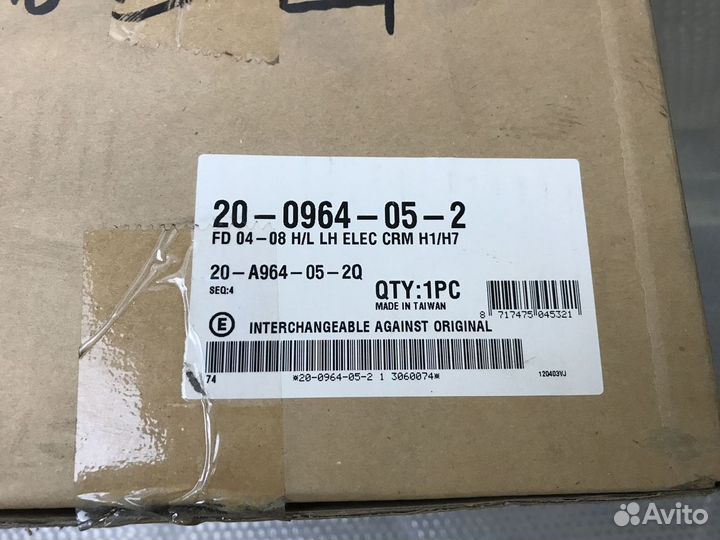 20-0964-05-2
FD 04-08 H/L LH ELEC CRM H1/H7
20-A964-05-2Q
SEQ:4
QTY:1PC
MADE IN TAIWAN
8 717475 045321
E INTERCHANGEABLE AGAINST ORIGINAL
74 *20-0964-05-2 1 3060074* 120403VJ
Avito